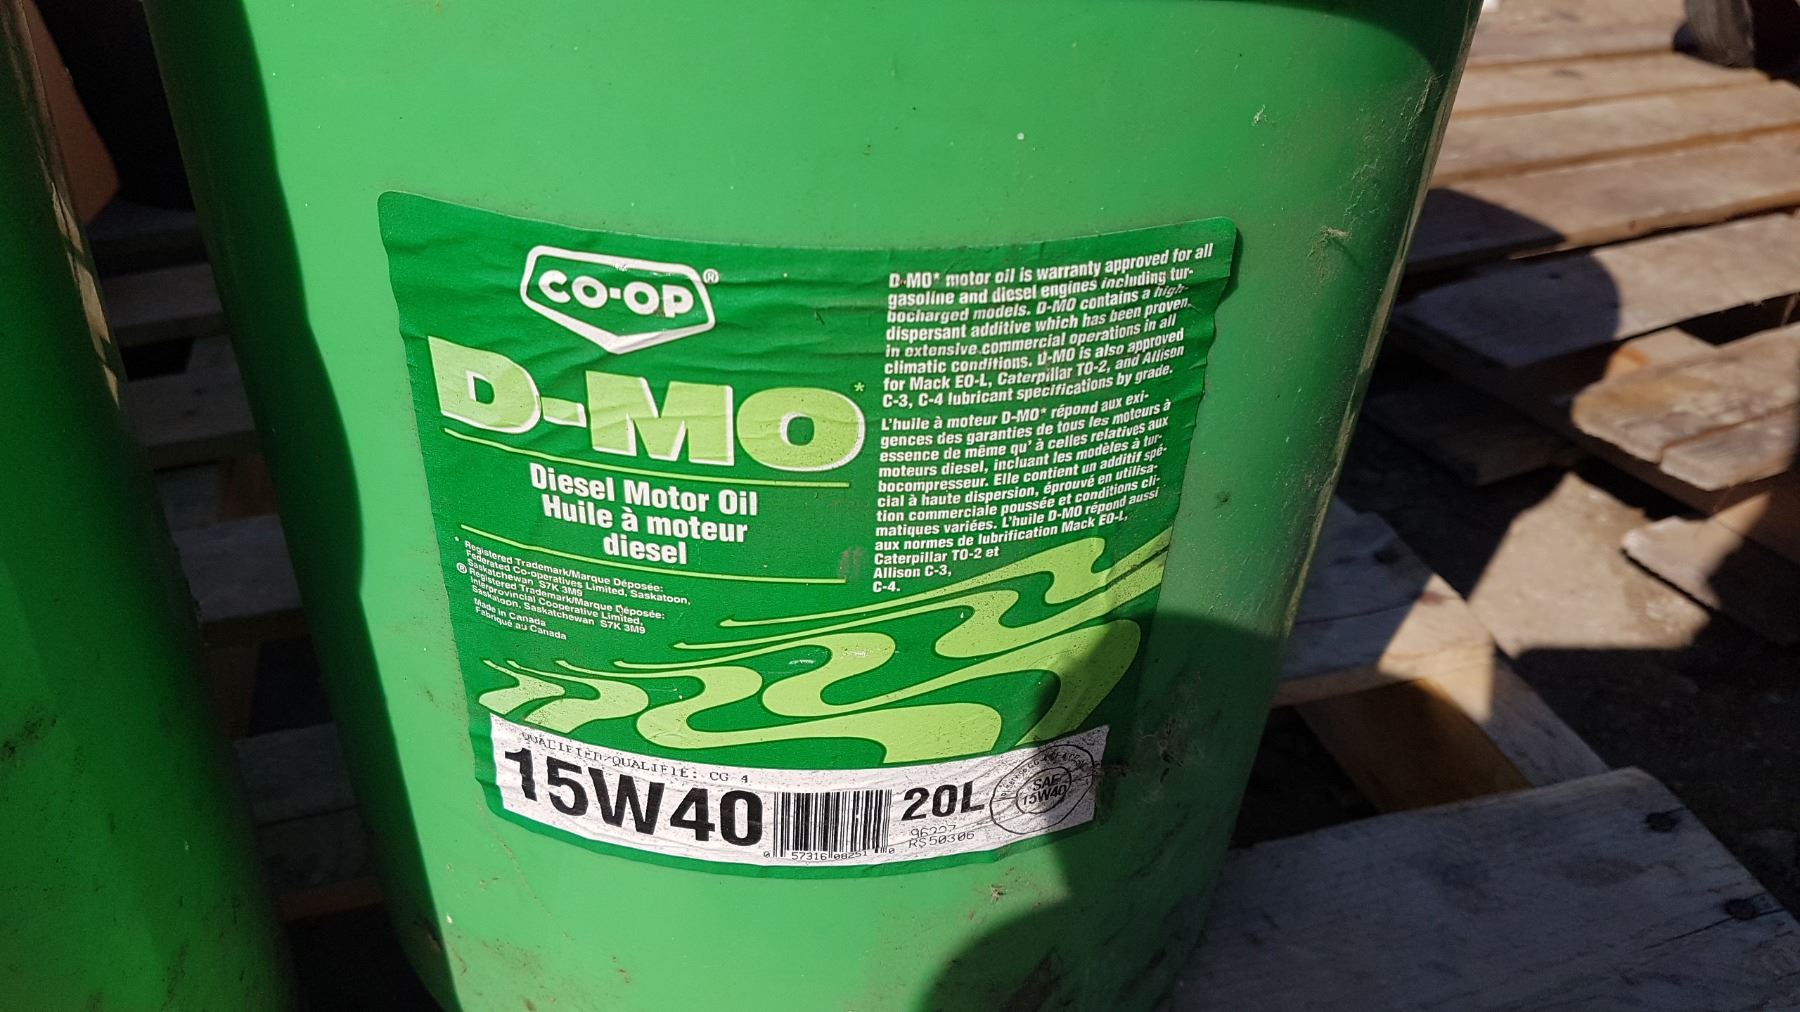 CO-OP®
D-MO*
Diesel Motor Oil
Huile à moteur
diesel
* Registered Trademark/Marque Déposée:
Federated Co-operatives Limited, Saskatoon,
Saskatchewan S7K 3M9
® Registered Trademark/Marque Déposée:
Interprovincial Cooperative Limited,
Saskatoon, Saskatchewan S7K 3M9
Made in Canada
Fabriqué au Canada
D-MO* motor oil is warranty approved for all
gasoline and diesel engines including tur-
bocharged models. D-MO contains a high-
dispersant additive which has been proven,
in extensive commercial operations in all
climatic conditions. D-MO is also approved
for Mack EO-L, Caterpillar TO-2, and Allison
C-3, C-4 lubricant specifications by grade.
L'huile à moteur D-MO* répond aux exi-
gences des garanties de tous les moteurs à
essence de même qu' à celles relatives aux
moteurs diesel, incluant les modèles à tur-
bocompresseur. Elle contient un additif spé-
cial à haute dispersion, éprouvé en utilisa-
tion commerciale poussée et conditions cli-
matiques variées. L'huile D-MO répond aussi
aux normes de lubrification Mack EO-L,
Caterpillar TO-2 et
Allison C-3,
C-4.
QUALIFIED/QUALIFIÉ: CG 4
15W40
0 57316 08251 0
20L
96227
RS50306
SAE
15W40